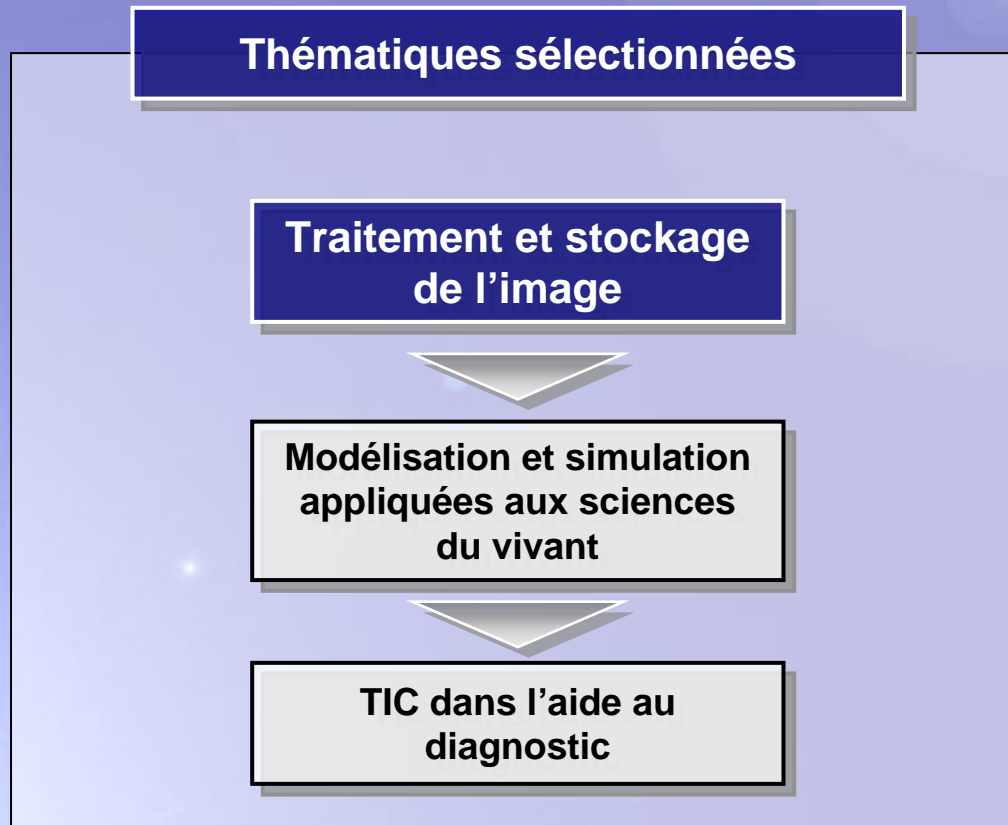 Thématiques sélectionnées
Traitement et stockage
de l’image
Modélisation et simulation
appliquées aux sciences
du vivant
TIC dans l’aide au
diagnostic